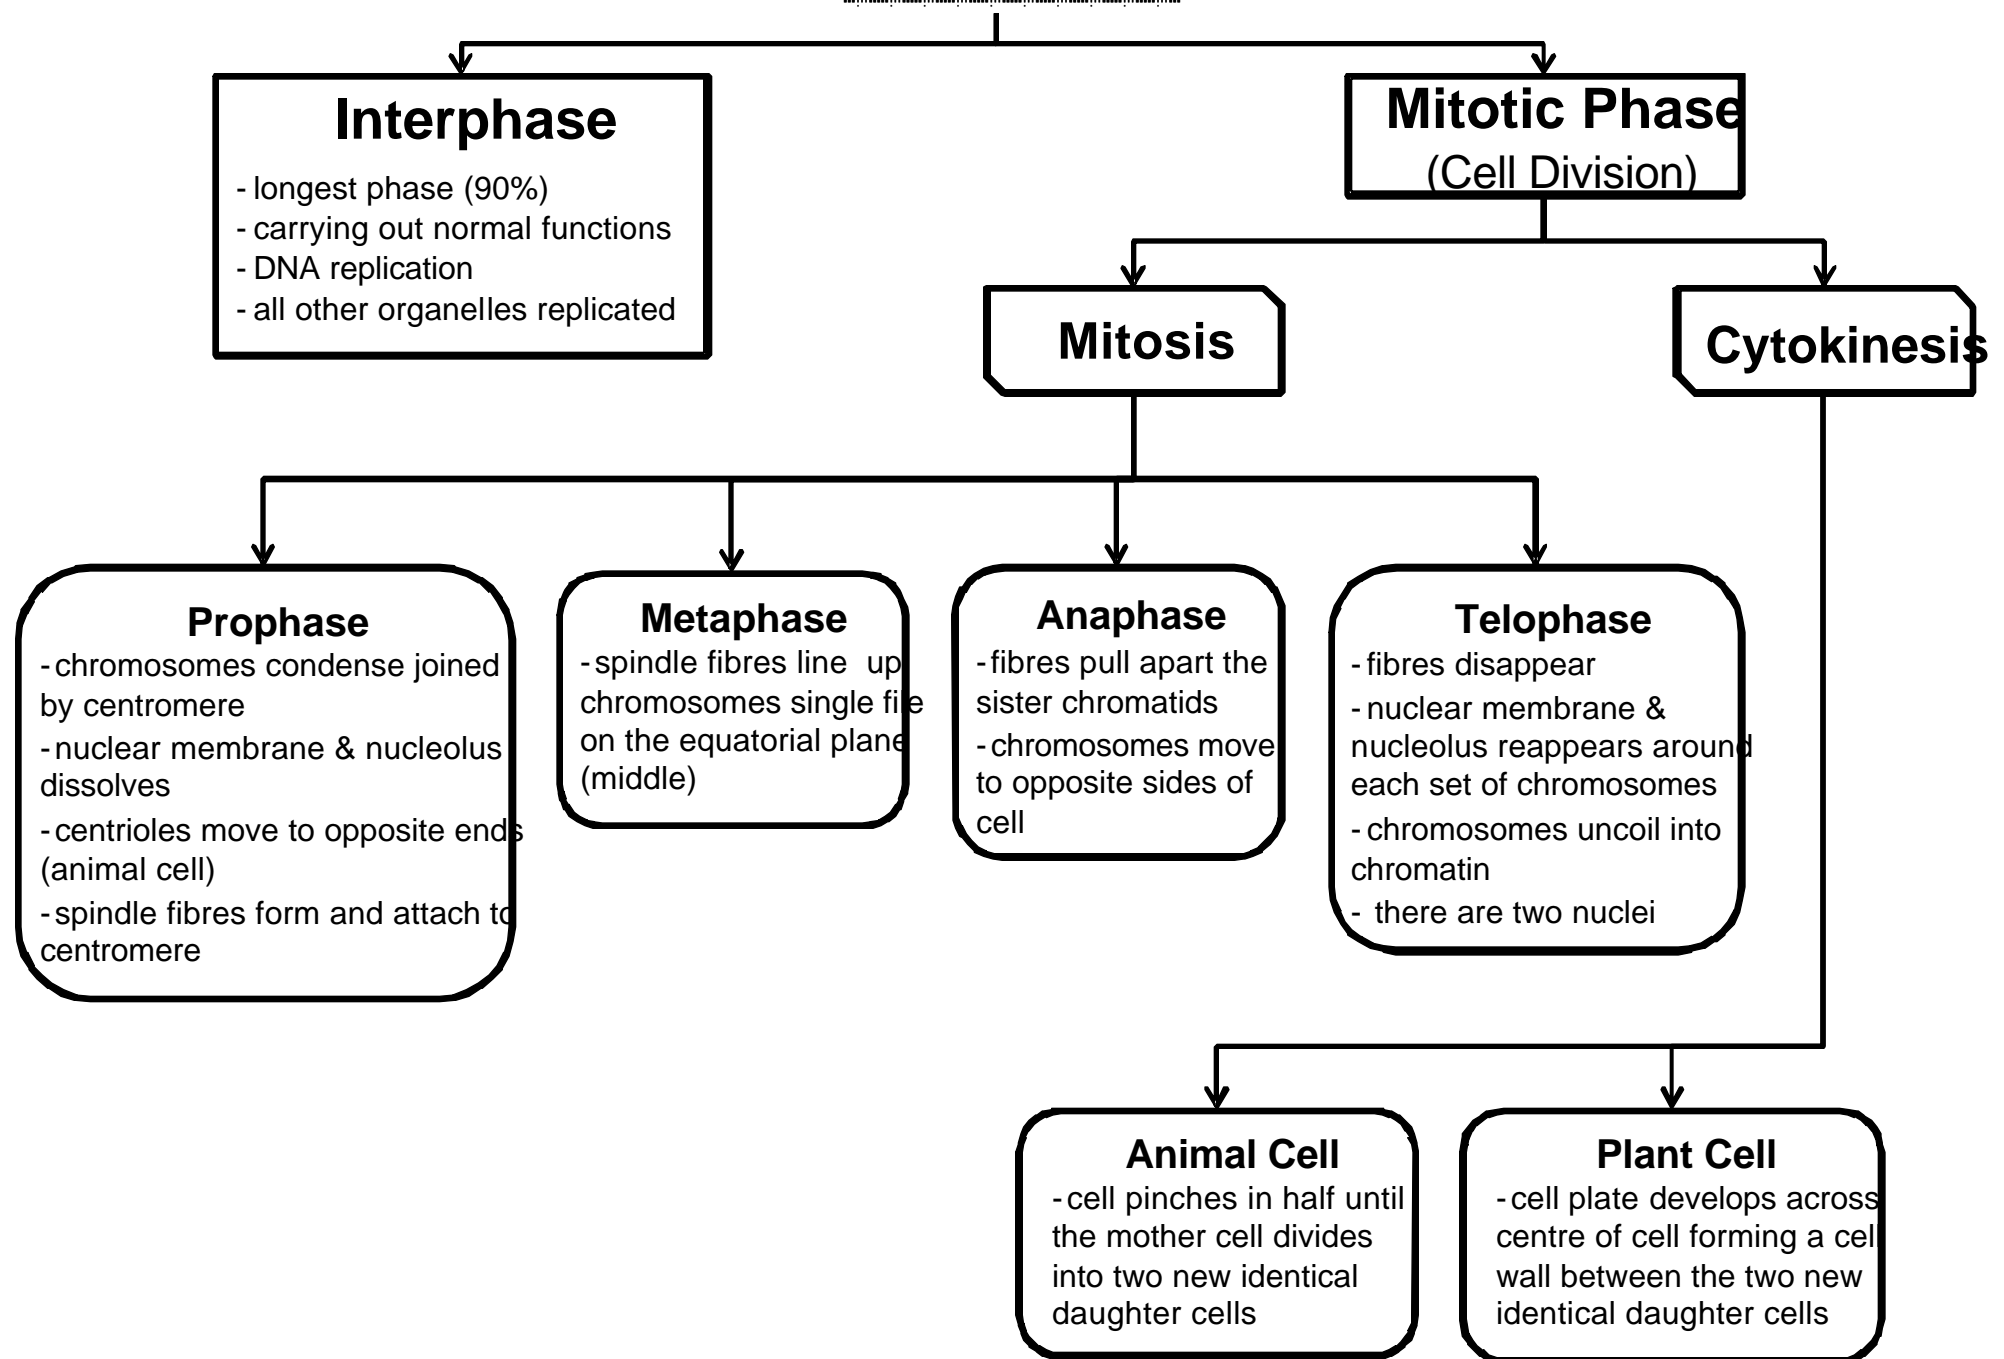 Interphase
- longest phase (90%)
- carrying out normal functions
- DNA replication
- all other organelles replicated
Mitotic Phase
(Cell Division)
Mitosis
Cytokinesis
Prophase
- chromosomes condense joined
by centromere
- nuclear membrane & nucleolus
dissolves
- centrioles move to opposite ends
(animal cell)
- spindle fibres form and attach to
centromere
Metaphase
- spindle fibres line up
chromosomes single file
on the equatorial plane
(middle)
Anaphase
- fibres pull apart the
sister chromatids
- chromosomes move
to opposite sides of
cell
Telophase
- fibres disappear
- nuclear membrane &
nucleolus reappears around
each set of chromosomes
- chromosomes uncoil into
chromatin
- there are two nuclei
Animal Cell
- cell pinches in half until
the mother cell divides
into two new identical
daughter cells
Plant Cell
- cell plate develops across
centre of cell forming a cell
wall between the two new
identical daughter cells